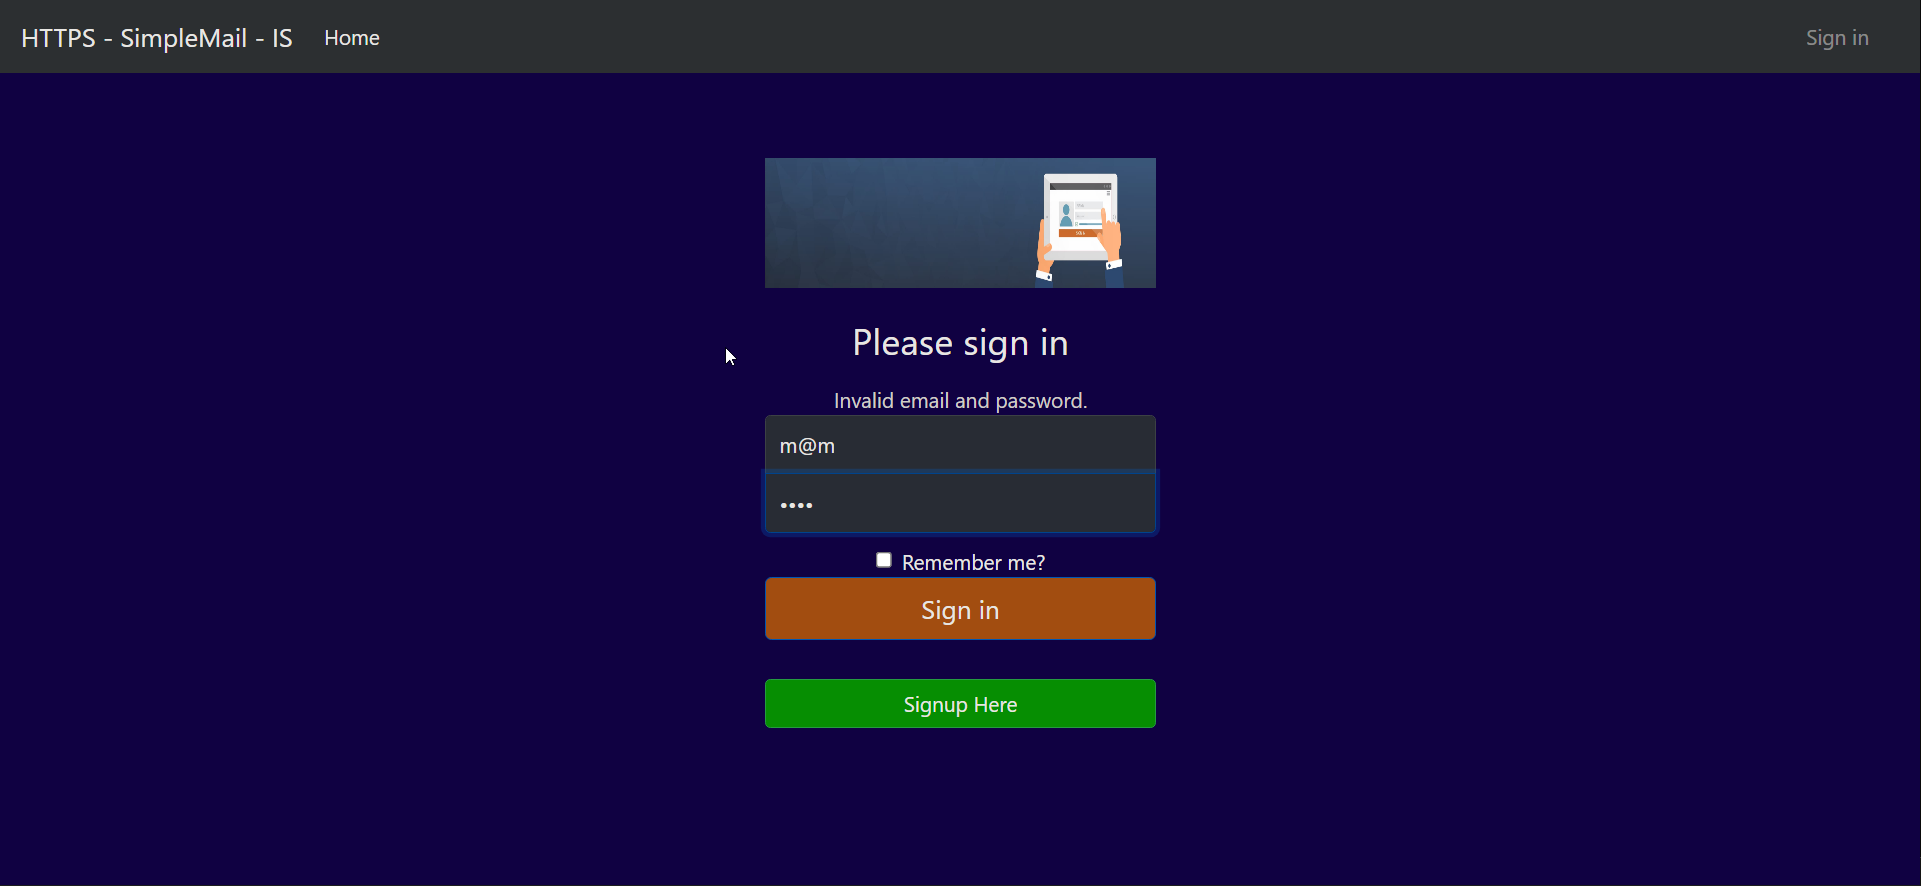 HTTPS - SimpleMail - IS Home Sign in
Please sign in
Invalid email and password.
m@m
••••
Remember me?
Sign in
Signup Here